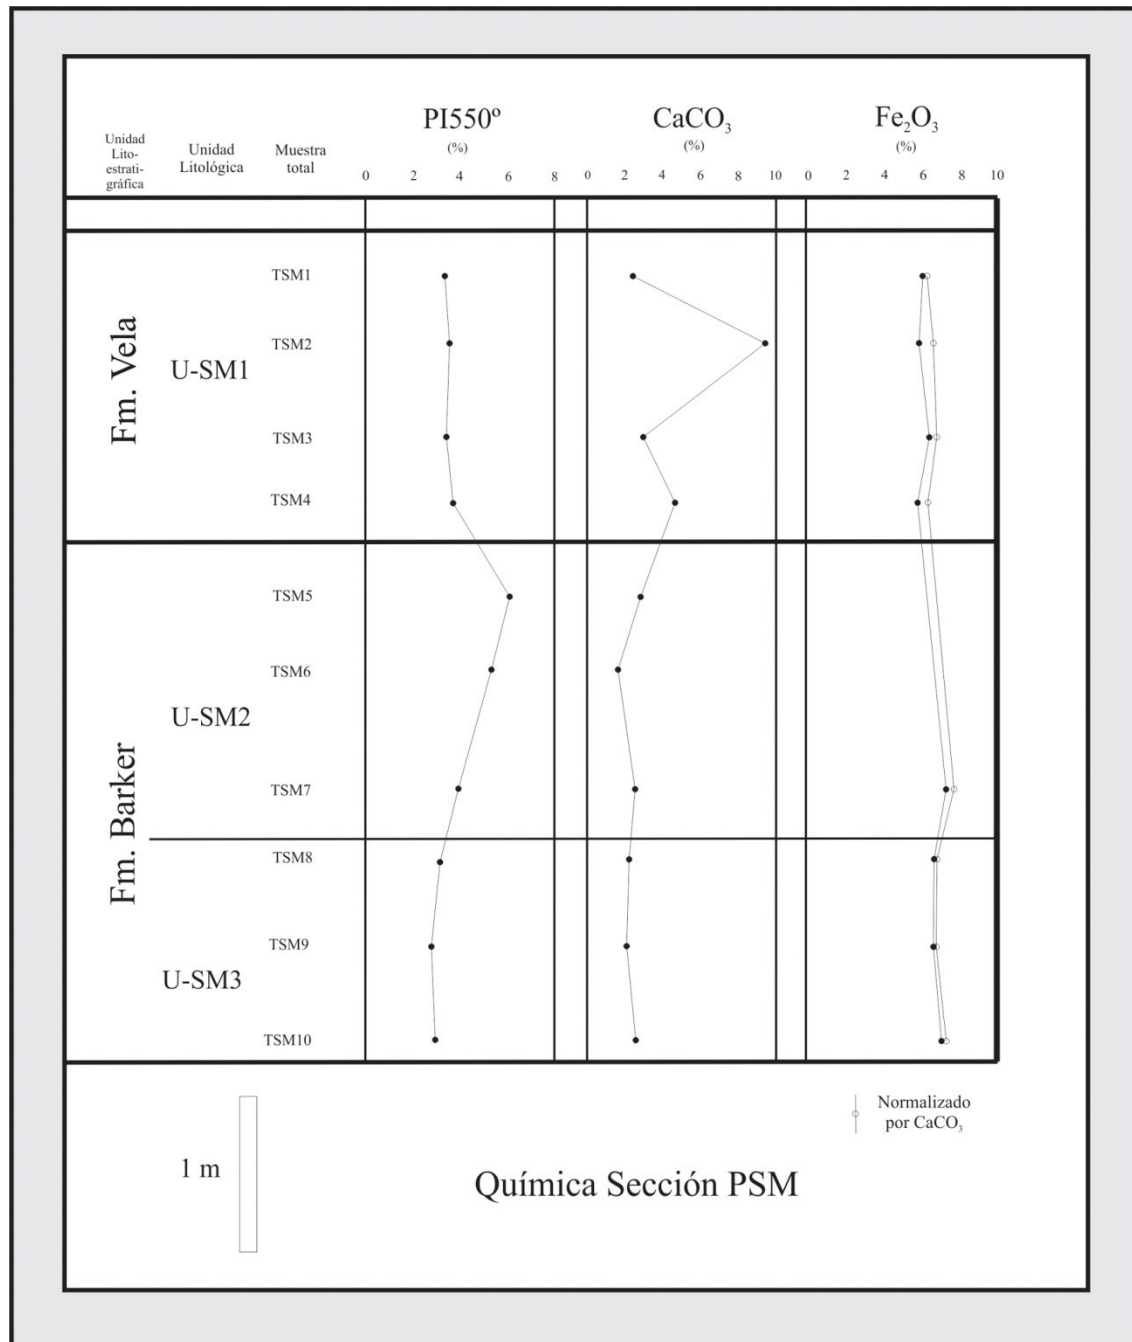 PI550º
(%)
CaCO₃
(%)
Fe₂O₃
(%)
Unidad
Lito-
estrati-
gráfica
Unidad
Litológica
Muestra
total
0 2 4 6 8
0 2 4 6 8 10
0 2 4 6 8 10
Fm. Vela
U-SM1
TSM1
TSM2
TSM3
TSM4
Fm. Barker
U-SM2
TSM5
TSM6
TSM7
U-SM3
TSM8
TSM9
TSM10
Normalizado
por CaCO₃
1 m
Química Sección PSM